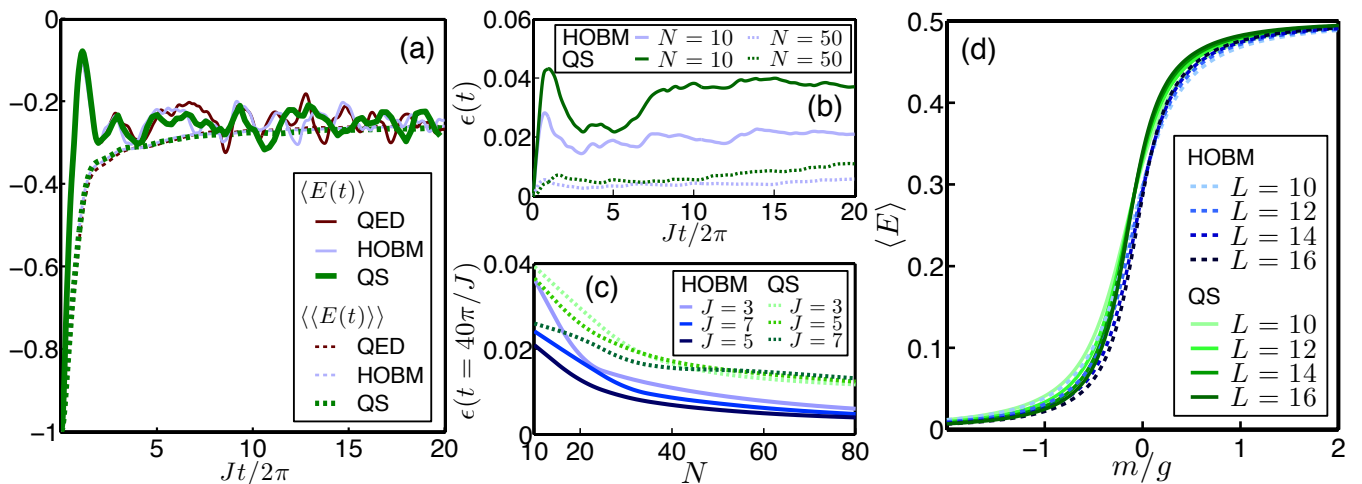 (a)
0
−0.2
−0.4
−0.6
−0.8
−1
5 10 15 20
Jt/2π
⟨E(t)⟩
QED
HOBM
QS
⟨⟨E(t)⟩⟩
QED
HOBM
QS
(b)
ϵ(t)
0.06
0.04
0.02
0
0 5 10 15 20
Jt/2π
HOBM N = 10 N = 50
QS N = 10 N = 50
(c)
ϵ(t = 40π/J)
0.04
0.02
0
10 20 40 60 80
N
HOBM QS
J = 3 J = 3
J = 7 J = 5
J = 5 J = 7
(d)
⟨E⟩
0.5
0.4
0.3
0.2
0.1
0
−1 0 1 2
m/g
HOBM
L = 10
L = 12
L = 14
L = 16
QS
L = 10
L = 12
L = 14
L = 16